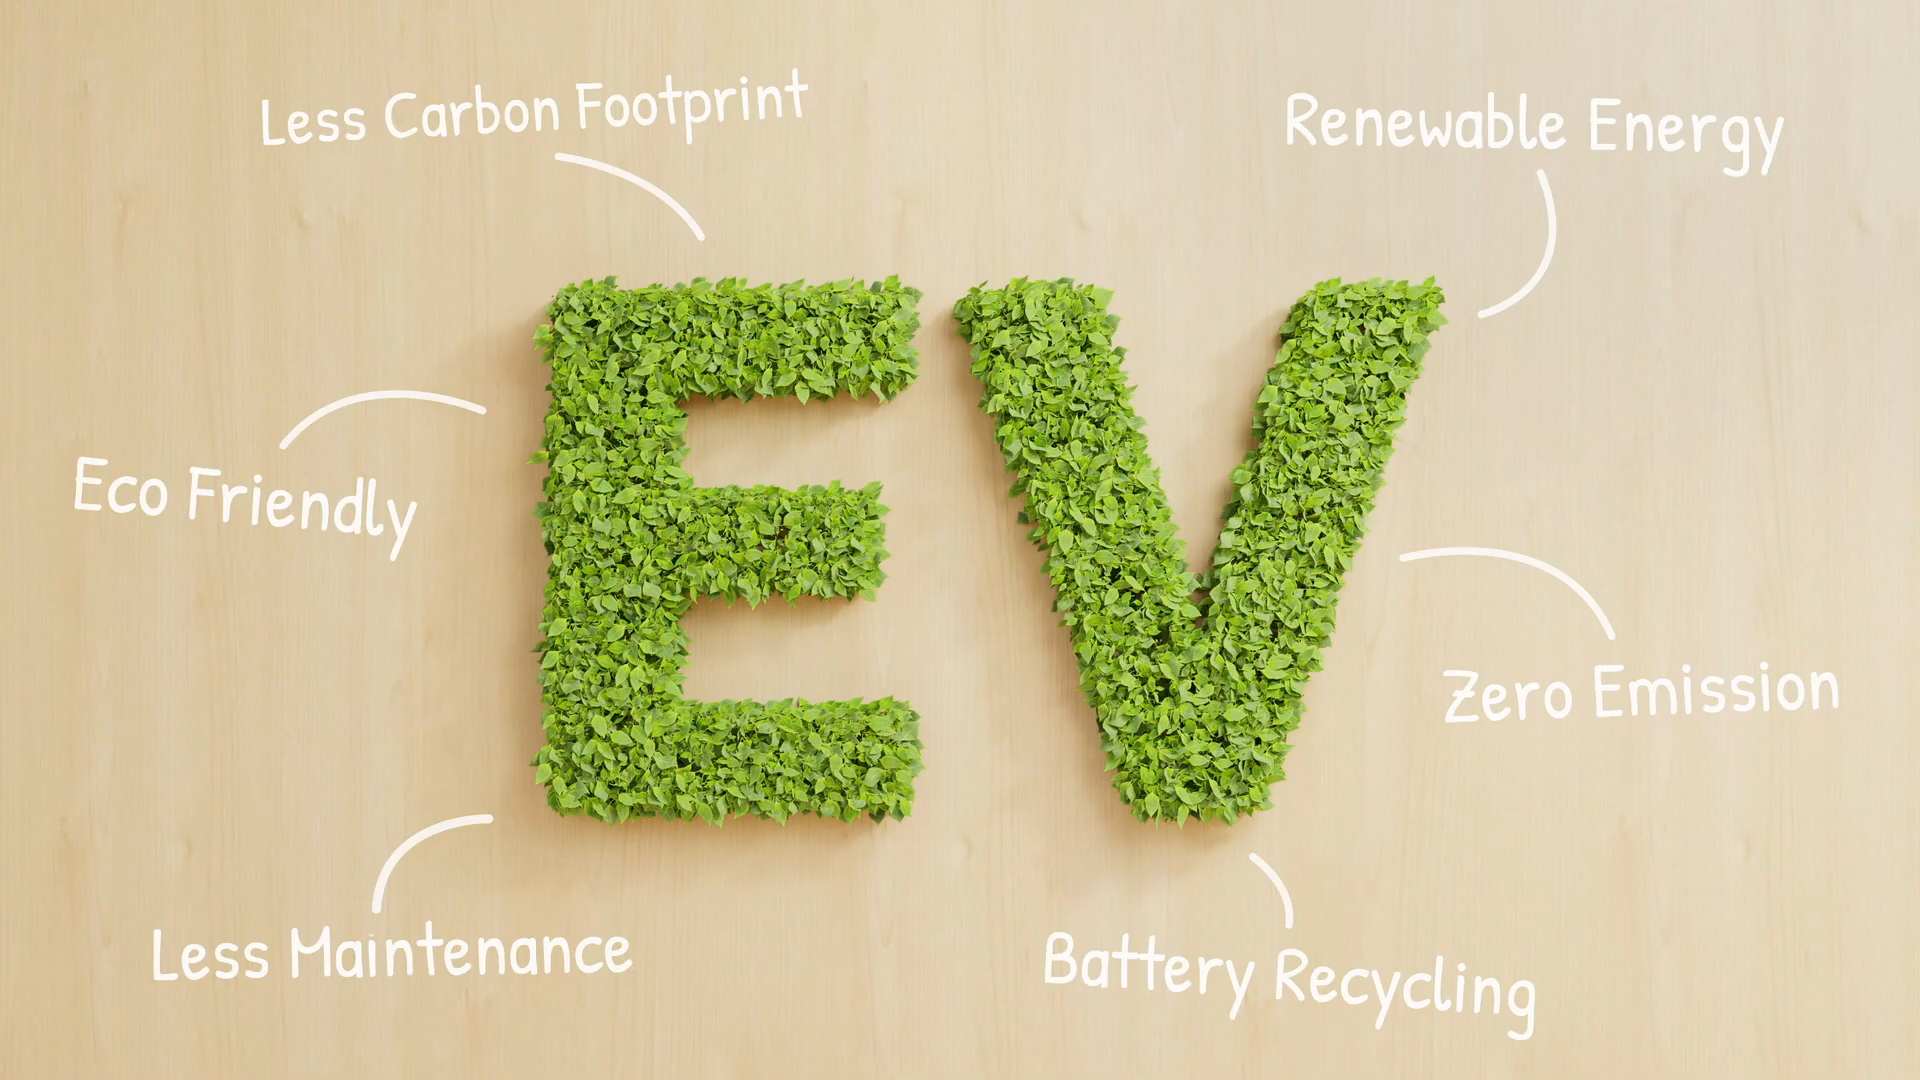 Less Carbon Footprint
Renewable Energy
EV
Eco Friendly
Zero Emission
Less Maintenance
Battery Recycling